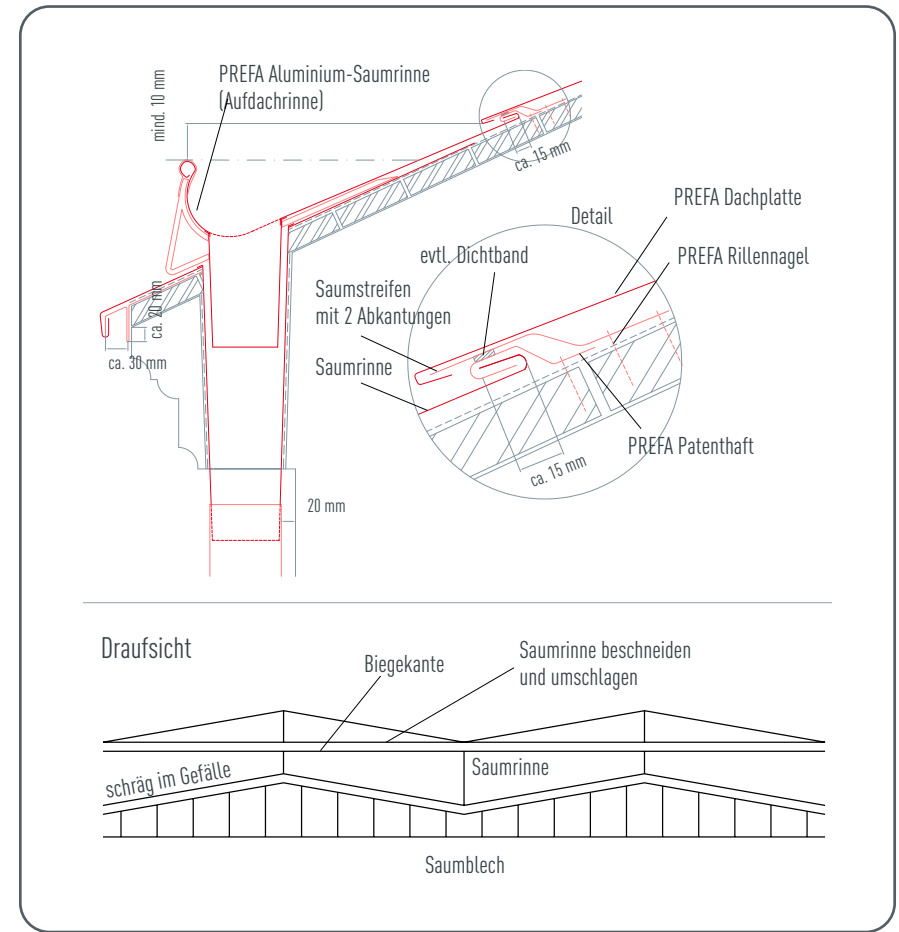 PREFA Aluminium-Saumrinne
(Aufdachrinne)
mind. 10 mm
ca. 15 mm
Detail
PREFA Dachplatte
PREFA Rillennagel
evtl. Dichtband
Saumstreifen
mit 2 Abkantungen
Saumrinne
ca. 20 mm
ca. 30 mm
PREFA Patenthaft
ca. 15 mm
20 mm
Draufsicht
Biegekante
Saumrinne beschneiden
und umschlagen
schräg im Gefälle
Saumrinne
Saumblech